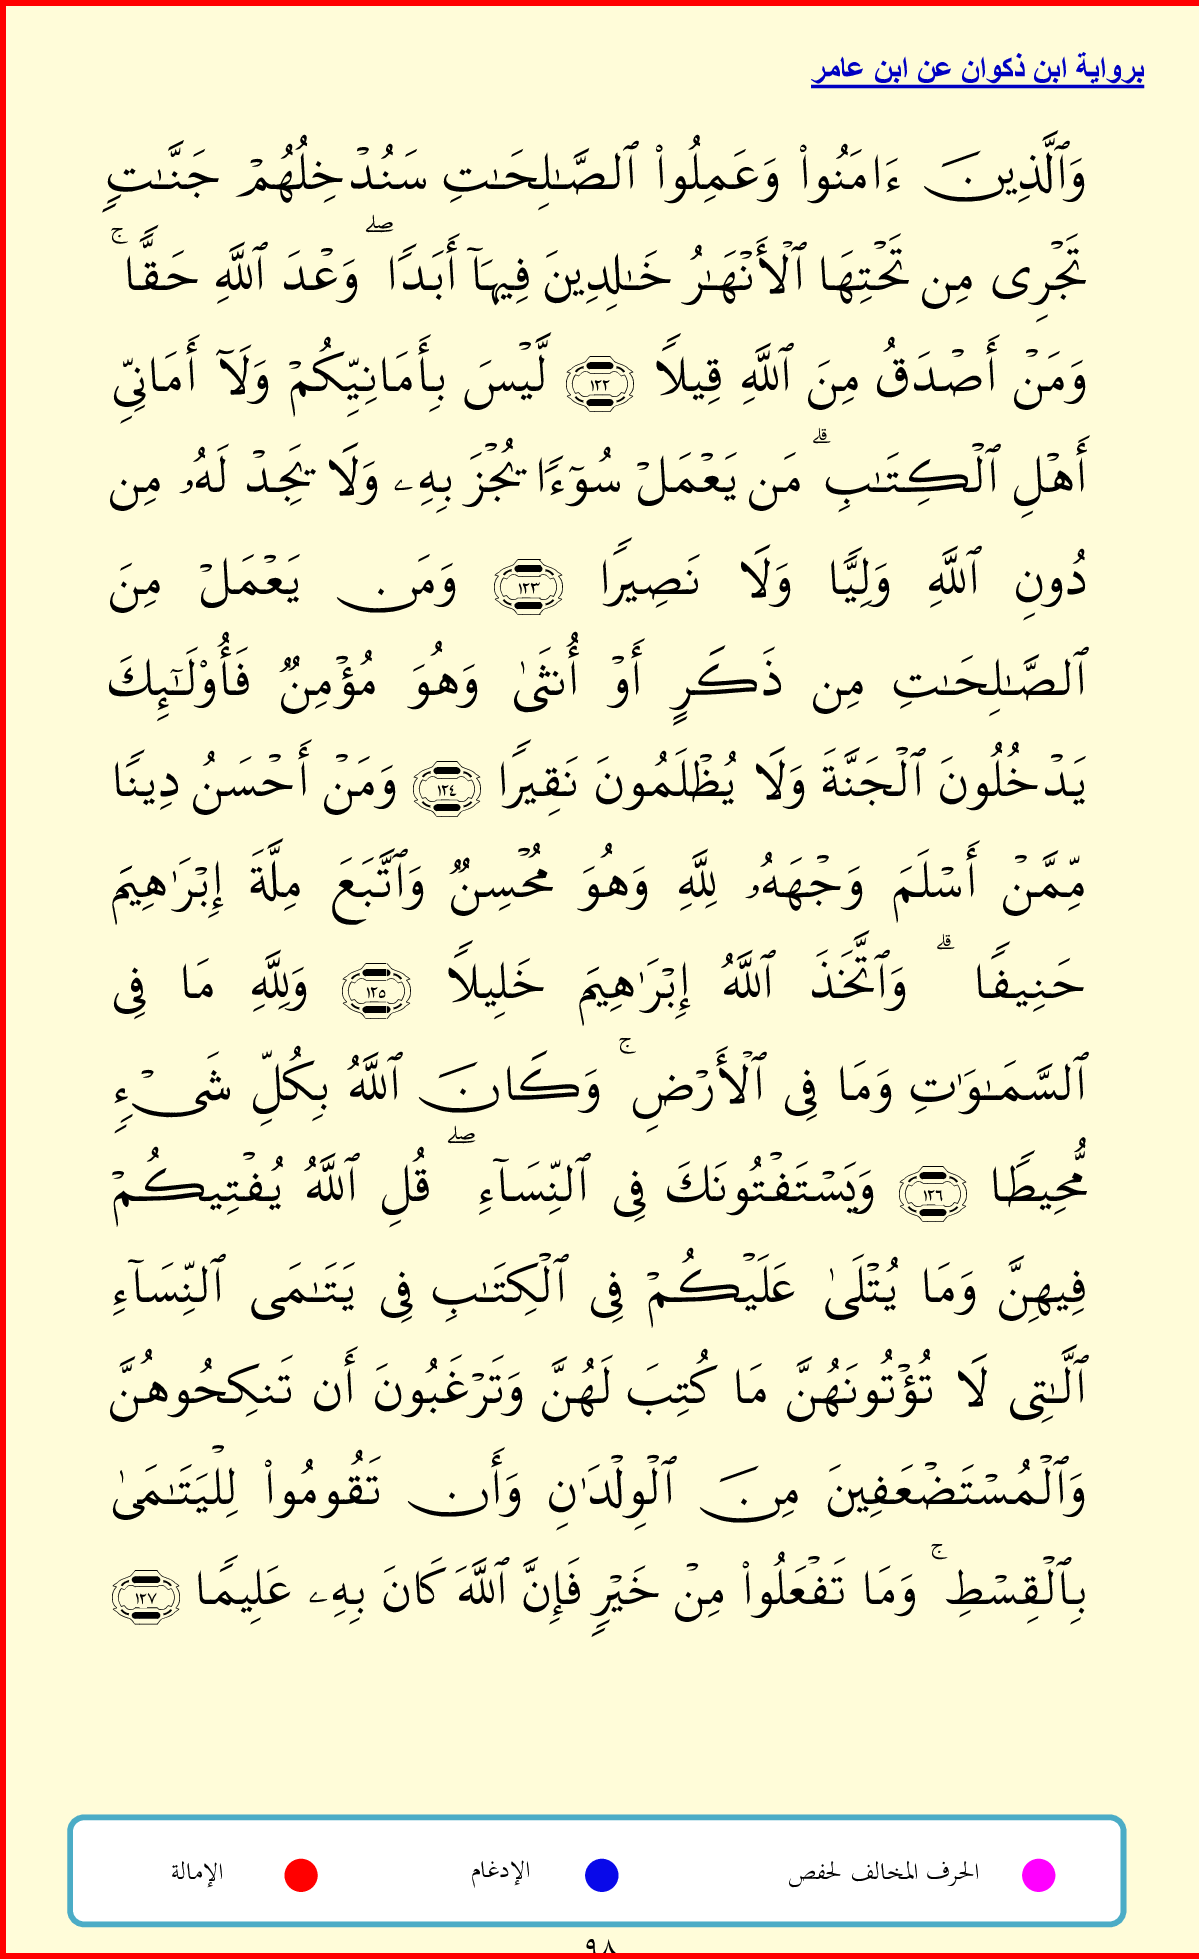 برواية ابن ذكوان عن ابن عامر
وَٱلَّذِينَ ءَامَنُوا۟ وَعَمِلُوا۟ ٱلصَّـٰلِحَـٰتِ سَنُدْخِلُهُمْ جَنَّـٰتٍ
تَجْرِى مِن تَحْتِهَا ٱلْأَنْهَـٰرُ خَـٰلِدِينَ فِيهَآ أَبَدًا ۖ وَعْدَ ٱللَّهِ حَقًّا ۚ
وَمَنْ أَصْدَقُ مِنَ ٱللَّهِ قِيلًا ١٢٢ لَّيْسَ بِأَمَانِيِّكُمْ وَلَآ أَمَانِىِّ
أَهْلِ ٱلْكِتَـٰبِ ۗ مَن يَعْمَلْ سُوٓءًا يُجْزَ بِهِۦ وَلَا يَجِدْ لَهُۥ مِن
دُونِ ٱللَّهِ وَلِيًّا وَلَا نَصِيرًا ١٢٣ وَمَن يَعْمَلْ مِنَ
ٱلصَّـٰلِحَـٰتِ مِن ذَكَرٍ أَوْ أُنثَىٰ وَهُوَ مُؤْمِنٌ فَأُو۟لَـٰٓئِكَ
يَدْخُلُونَ ٱلْجَنَّةَ وَلَا يُظْلَمُونَ نَقِيرًا ١٢٤ وَمَنْ أَحْسَنُ دِينًا
مِّمَّنْ أَسْلَمَ وَجْهَهُۥ لِلَّهِ وَهُوَ مُحْسِنٌ وَٱتَّبَعَ مِلَّةَ إِبْرَٰهِيمَ
حَنِيفًا ۗ وَٱتَّخَذَ ٱللَّهُ إِبْرَٰهِيمَ خَلِيلًا ١٢٥ وَلِلَّهِ مَا فِى
ٱلسَّمَـٰوَٰتِ وَمَا فِى ٱلْأَرْضِ ۚ وَكَانَ ٱللَّهُ بِكُلِّ شَىْءٍ
مُّحِيطًا ١٢٦ وَيَسْتَفْتُونَكَ فِى ٱلنِّسَآءِ ۖ قُلِ ٱللَّهُ يُفْتِيكُمْ
فِيهِنَّ وَمَا يُتْلَىٰ عَلَيْكُمْ فِى ٱلْكِتَـٰبِ فِى يَتَـٰمَى ٱلنِّسَآءِ
ٱلَّـٰتِى لَا تُؤْتُونَهُنَّ مَا كُتِبَ لَهُنَّ وَتَرْغَبُونَ أَن تَنكِحُوهُنَّ
وَٱلْمُسْتَضْعَفِينَ مِنَ ٱلْوِلْدَٰنِ وَأَن تَقُومُوا۟ لِلْيَتَـٰمَىٰ
بِٱلْقِسْطِ ۚ وَمَا تَفْعَلُوا۟ مِنْ خَيْرٍ فَإِنَّ ٱللَّهَ كَانَ بِهِۦ عَلِيمًا ١٢٧
الحرف المخالف لحفص الإدغام الإمالة
٩٨